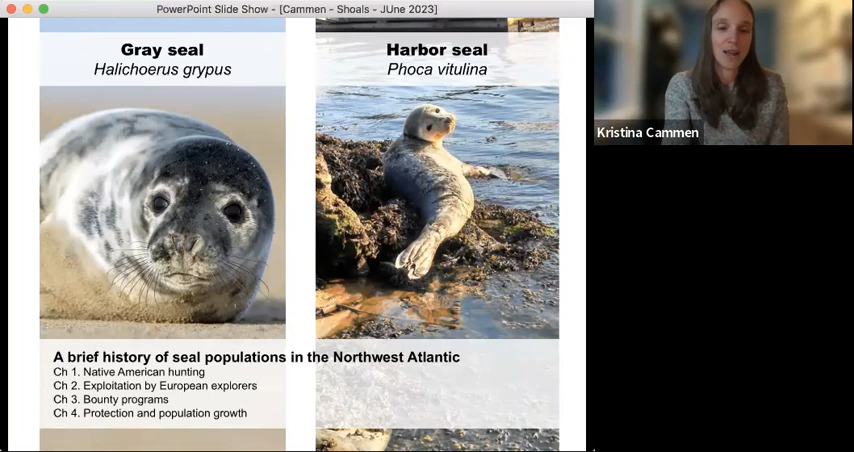 PowerPoint Slide Show - [Cammen - Shoals - JUne 2023]
Gray seal
Halichoerus grypus
Harbor seal
Phoca vitulina
Kristina Cammen
A brief history of seal populations in the Northwest Atlantic
Ch 1. Native American hunting
Ch 2. Exploitation by European explorers
Ch 3. Bounty programs
Ch 4. Protection and population growth